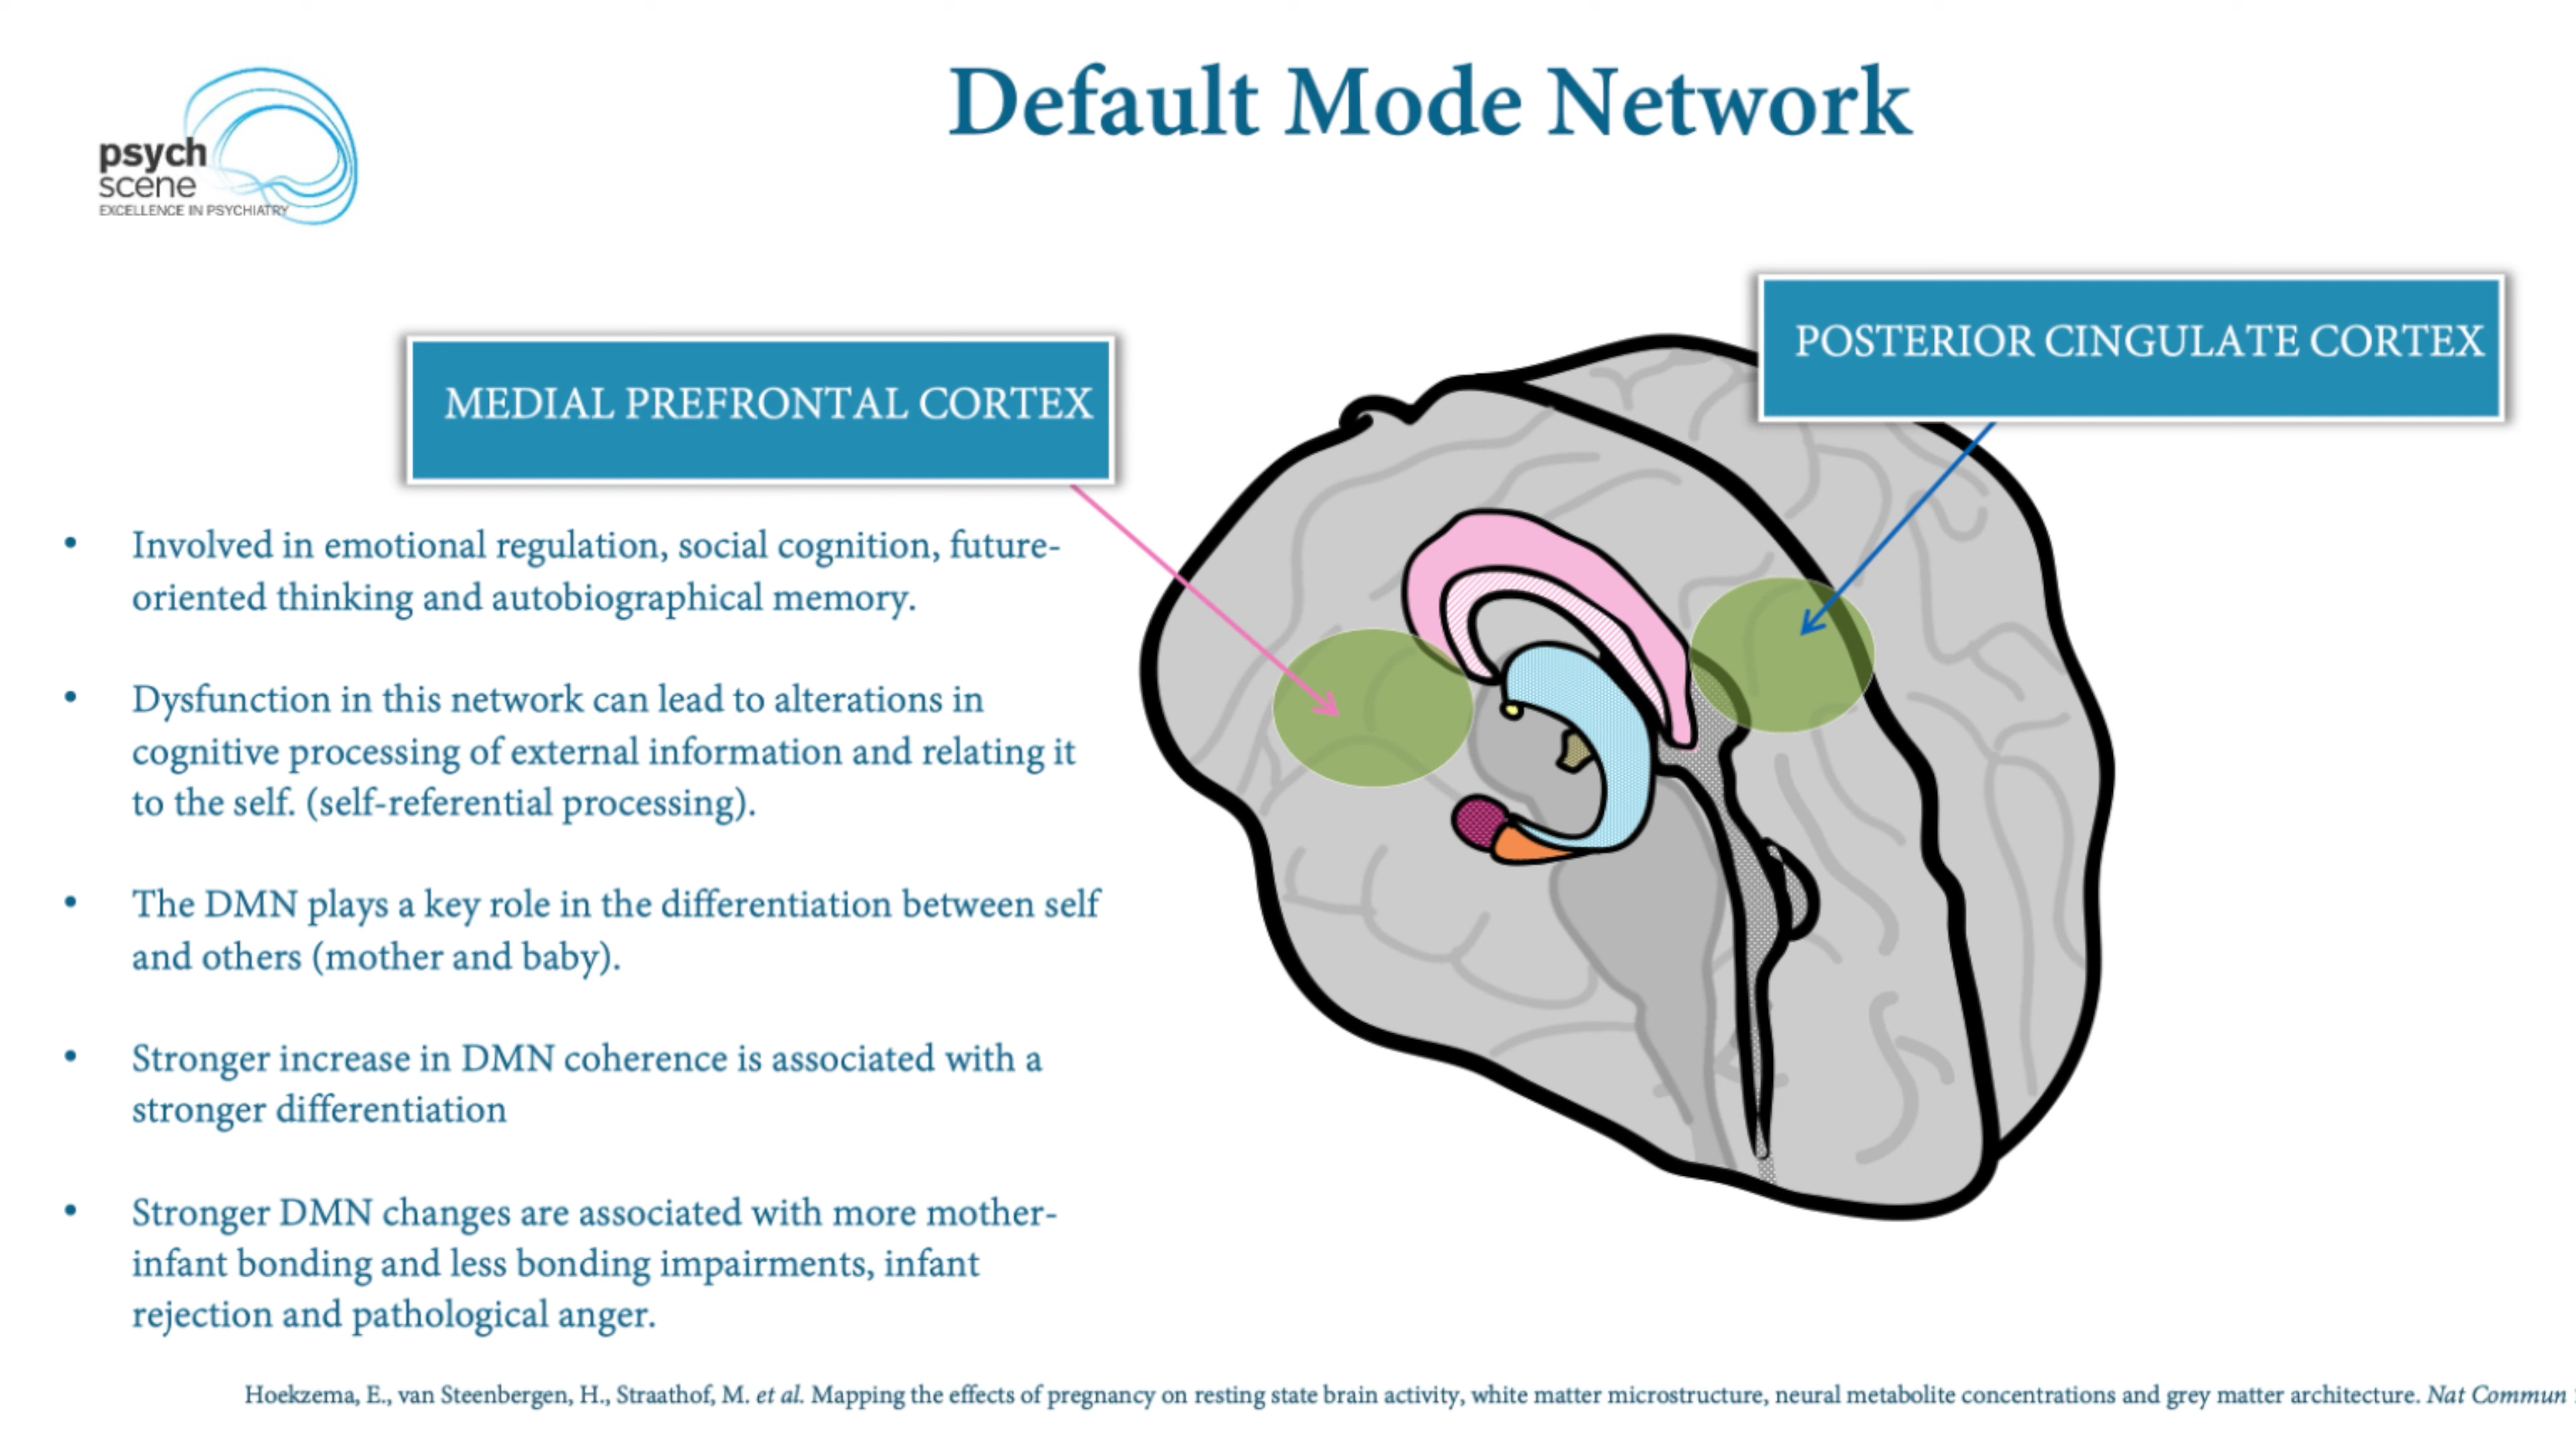 Default Mode Network
psych
scene
EXCELLENCE IN PSYCHIATRY
POSTERIOR CINGULATE CORTEX
MEDIAL PREFRONTAL CORTEX
• Involved in emotional regulation, social cognition, future-
oriented thinking and autobiographical memory.
• Dysfunction in this network can lead to alterations in
cognitive processing of external information and relating it
to the self. (self-referential processing).
• The DMN plays a key role in the differentiation between self
and others (mother and baby).
• Stronger increase in DMN coherence is associated with a
stronger differentiation
• Stronger DMN changes are associated with more mother-
infant bonding and less bonding impairments, infant
rejection and pathological anger.
Hoekzema, E., van Steenbergen, H., Straathof, M. et al. Mapping the effects of pregnancy on resting state brain activity, white matter microstructure, neural metabolite concentrations and grey matter architecture. Nat Commun